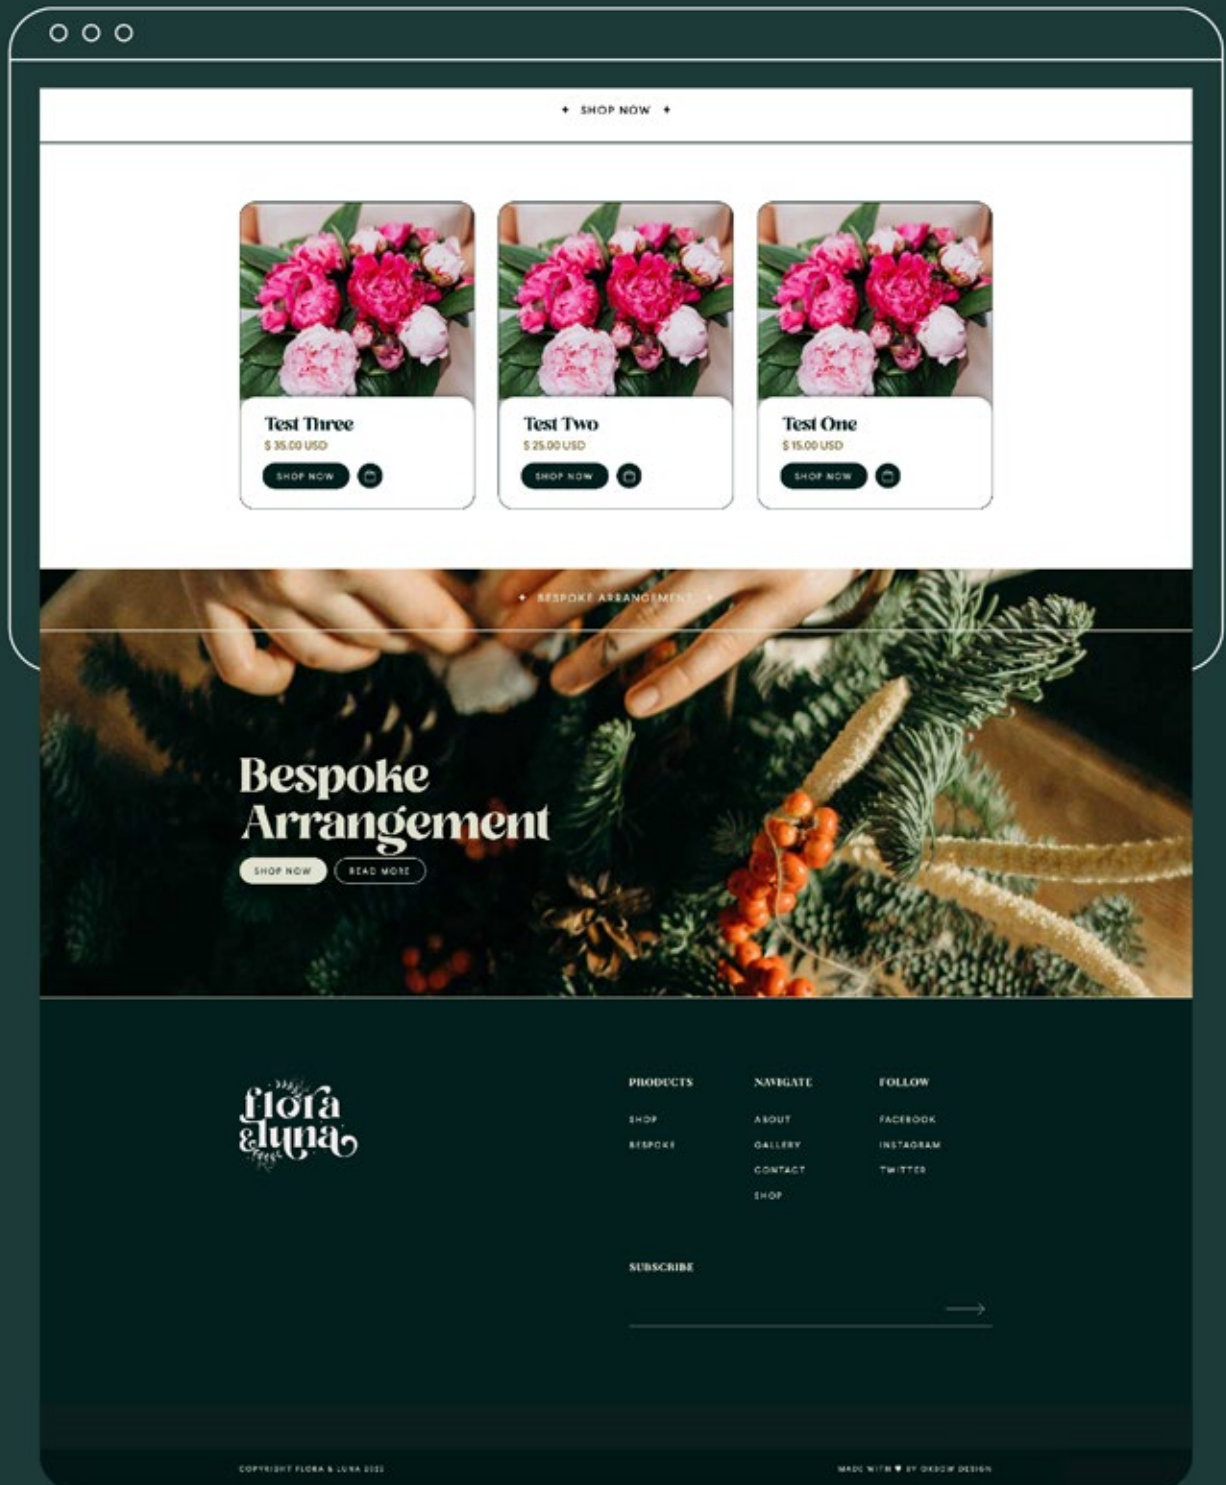 ✦ SHOP NOW ✦
Test Three
$ 35.00 USD
SHOP NOW
Test Two
$ 25.00 USD
SHOP NOW
Test One
$ 15.00 USD
SHOP NOW
✦ BESPOKE ARRANGEMENT ✦
Bespoke
Arrangement
SHOP NOW READ MORE
flora
&luna
PRODUCTS
SHOP
BESPOKE
NAVIGATE
ABOUT
GALLERY
CONTACT
SHOP
FOLLOW
FACEBOOK
INSTAGRAM
TWITTER
SUBSCRIBE
COPYRIGHT FLORA & LUNA
MADE WITH ♥ BY OXBOW DESIGN